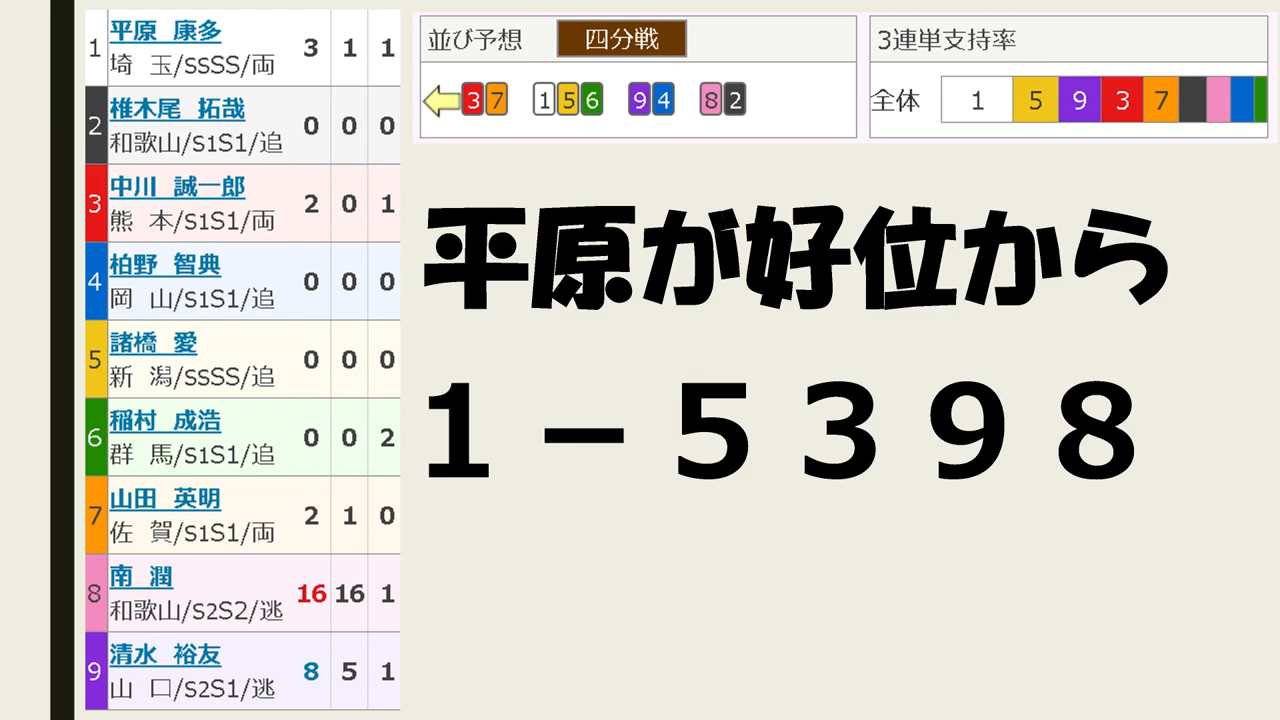 1 平原 康多 3 1 1
埼 玉/SSSS/両
2 椎木尾 拓哉 0 0 0
和歌山/S1S1/追
3 中川 誠一郎 2 0 1
熊 本/S1S1/両
4 柏野 智典 0 0 0
岡 山/S1S1/追
5 諸橋 愛 0 0 0
新 潟/SSSS/追
6 稲村 成浩 0 0 2
群 馬/S1S1/追
7 山田 英明 2 1 0
佐 賀/S1S1/両
8 南 潤 16 16 1
和歌山/S2S2/逃
9 清水 裕友 8 5 1
山 口/S2S1/逃
並び予想 四分戦
3 7 1 5 6 9 4 8 2
3連単支持率
全体 1 5 9 3 7
平原が好位から
1－5398